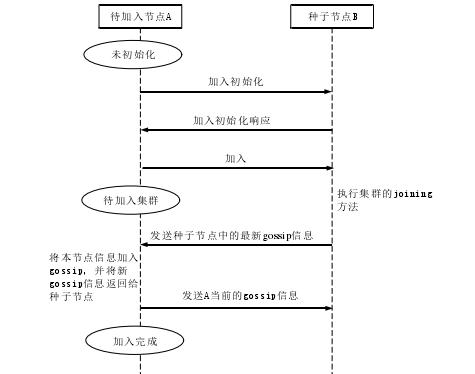 待加入节点A
种子节点B
未初始化
加入初始化
加入初始化响应
加入
待加入集群
执行集群的joining
方法
发送种子节点中的最新gossip信息
将本节点信息加入
gossip, 并将新
gossip信息返回给
种子节点
发送A当前的gossip信息
加入完成